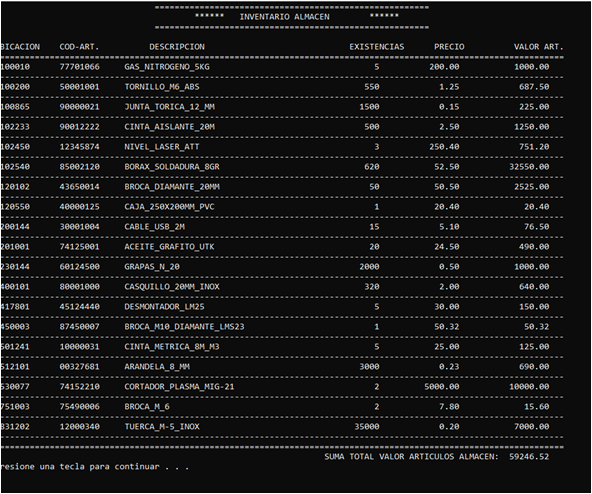 ****** INVENTARIO ALMACEN ******
BICACION COD-ART. DESCRIPCION EXISTENCIAS PRECIO VALOR ART.
100010 77701066 GAS_NITROGENO_5KG 5 200.00 1000.00
100200 50001001 TORNILLO_M6_ABS 550 1.25 687.50
100865 90000021 JUNTA_TORICA_12_MM 1500 0.15 225.00
102233 90012222 CINTA_AISLANTE_20M 500 2.50 1250.00
102450 12345874 NIVEL_LASER_ATT 3 250.40 751.20
102540 85002120 BORAX_SOLDADURA_8GR 620 52.50 32550.00
120102 43650014 BROCA_DIAMANTE_20MM 50 50.50 2525.00
120550 40000125 CAJA_250X200MM_PVC 1 20.40 20.40
200144 30001004 CABLE_USB_2M 15 5.10 76.50
201001 74125001 ACEITE_GRAFITO_UTK 20 24.50 490.00
230144 60124500 GRAPAS_N_20 2000 0.50 1000.00
400101 80001000 CASQUILLO_20MM_INOX 320 2.00 640.00
417801 45124440 DESMONTADOR_LM25 5 30.00 150.00
450003 87450007 BROCA_M10_DIAMANTE_LMS23 1 50.32 50.32
501241 10000031 CINTA_METRICA_8M_M3 5 25.00 125.00
512101 00327681 ARANDELA_8_MM 3000 0.23 690.00
630077 74152210 CORTADOR_PLASMA_MIG-21 2 5000.00 10000.00
751003 75490006 BROCA_M_6 2 7.80 15.60
831202 12000340 TUERCA_M-5_INOX 35000 0.20 7000.00
SUMA TOTAL VALOR ARTICULOS ALMACEN: 59246.52
resione una tecla para continuar . . .